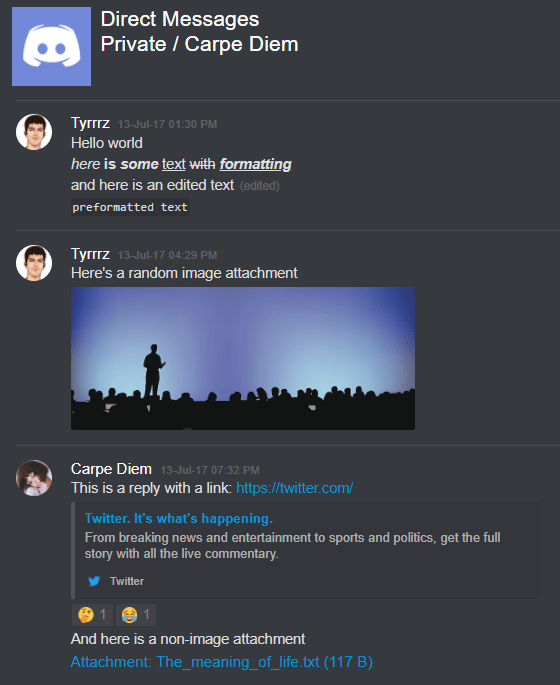 Direct Messages
Private / Carpe Diem
Tyrrrz 13-Jul-17 01:30 PM
Hello world
here is some text with formatting
and here is an edited text (edited)
preformatted text
Tyrrrz 13-Jul-17 04:29 PM
Here's a random image attachment
Carpe Diem 13-Jul-17 07:32 PM
This is a reply with a link: https://twitter.com/
Twitter. It's what's happening.
From breaking news and entertainment to sports and politics, get the full
story with all the live commentary.
Twitter
🤔 1 😂 1
And here is a non-image attachment
Attachment: The_meaning_of_life.txt (117 B)